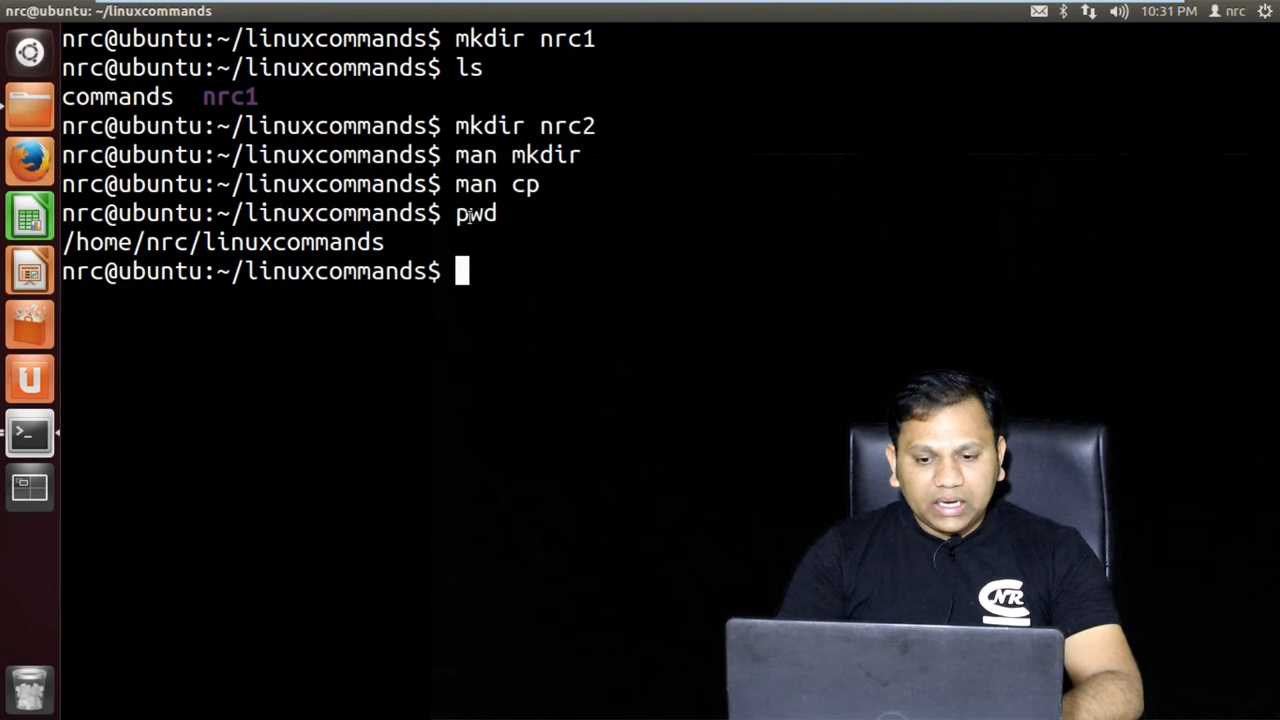 nrc@ubuntu: ~/linuxcommands
10:31 PM nrc
nrc@ubuntu:~/linuxcommands$ mkdir nrc1
nrc@ubuntu:~/linuxcommands$ ls
commands nrc1
nrc@ubuntu:~/linuxcommands$ mkdir nrc2
nrc@ubuntu:~/linuxcommands$ man mkdir
nrc@ubuntu:~/linuxcommands$ man cp
nrc@ubuntu:~/linuxcommands$ pwd
/home/nrc/linuxcommands
nrc@ubuntu:~/linuxcommands$
>_
NR